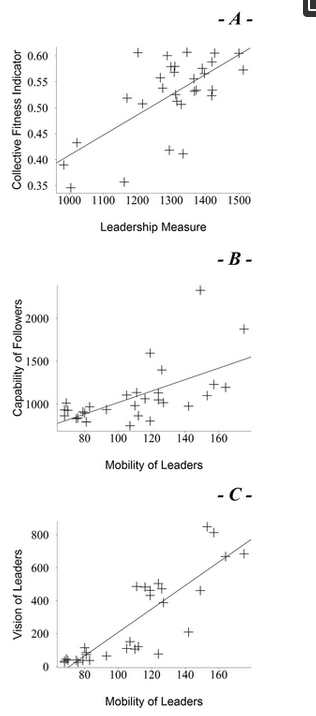 - A -
Collective Fitness Indicator
0.60
0.55
0.50
0.45
0.40
0.35
1000 1100 1200 1300 1400 1500
Leadership Measure
- B -
Capability of Followers
2000
1500
1000
80 100 120 140 160
Mobility of Leaders
- C -
Vision of Leaders
800
600
400
200
0
80 100 120 140 160
Mobility of Leaders